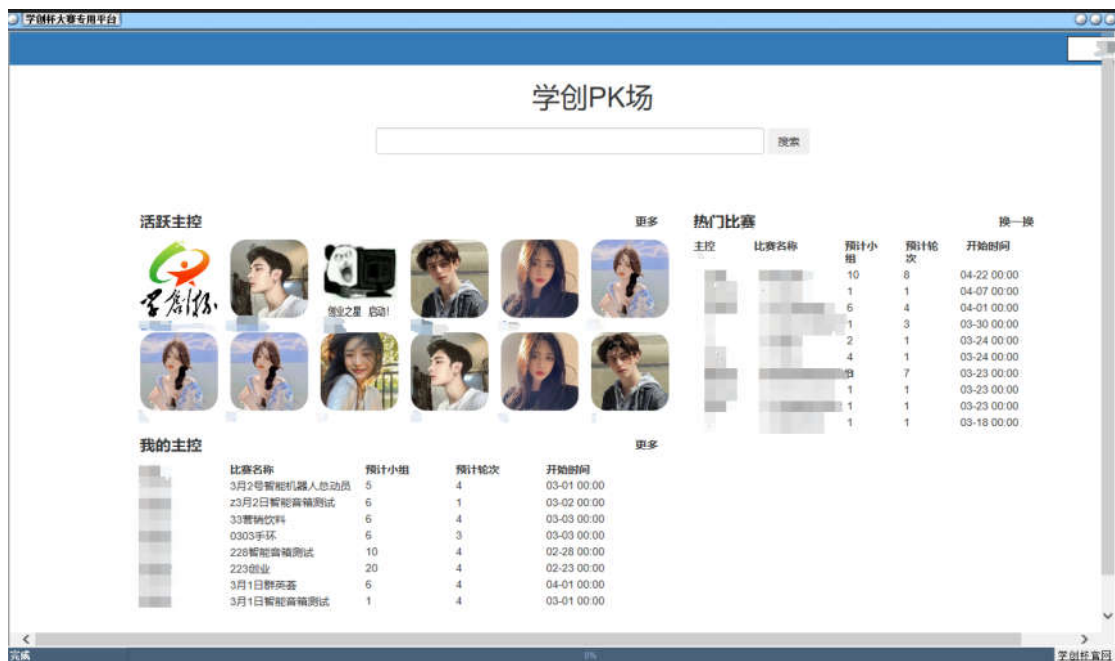 学创杯大赛专用平台
学创PK场
搜索
活跃主控 更多
学创杯
创业之星 启动!
热门比赛 换一换
主控 比赛名称 预计小组 预计轮次 开始时间
10 8 04-22 00:00
1 1 04-07 00:00
6 4 04-01 00:00
1 3 03-30 00:00
2 1 03-24 00:00
4 1 03-24 00:00
7 03-23 00:00
1 1 03-23 00:00
1 1 03-23 00:00
1 1 03-18 00:00
我的主控 更多
比赛名称 预计小组 预计轮次 开始时间
3月2号智能机器人总动员 5 4 03-01 00:00
z3月2日智能音箱测试 6 1 03-02 00:00
33营销饮料 6 4 03-03 00:00
0303手环 6 3 03-03 00:00
228智能音箱测试 10 4 02-28 00:00
223创业 20 4 02-23 00:00
3月1日群英荟 6 4 04-01 00:00
3月1日智能音箱测试 1 4 03-01 00:00
完成 0% 学创杯官网